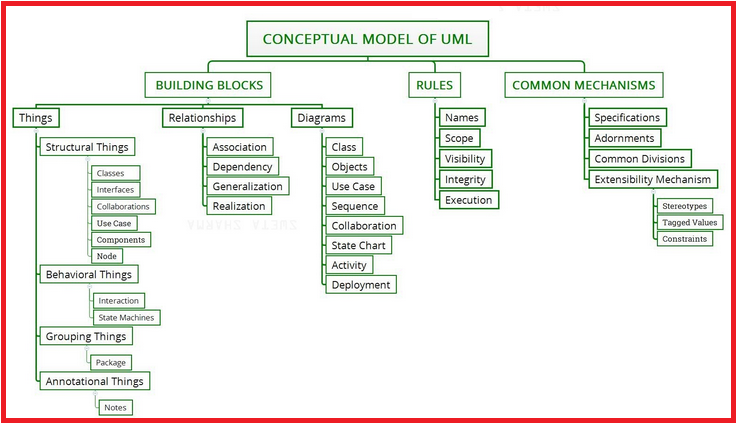 CONCEPTUAL MODEL OF UML
BUILDING BLOCKS
RULES
COMMON MECHANISMS
Things
Relationships
Diagrams
Structural Things
Classes
Interfaces
Collaborations
Use Case
Components
Node
Behavioral Things
Interaction
State Machines
Grouping Things
Package
Annotational Things
Notes
Association
Dependency
Generalization
Realization
Class
Objects
Use Case
Sequence
Collaboration
State Chart
Activity
Deployment
Names
Scope
Visibility
Integrity
Execution
Specifications
Adornments
Common Divisions
Extensibility Mechanism
Stereotypes
Tagged Values
Constraints